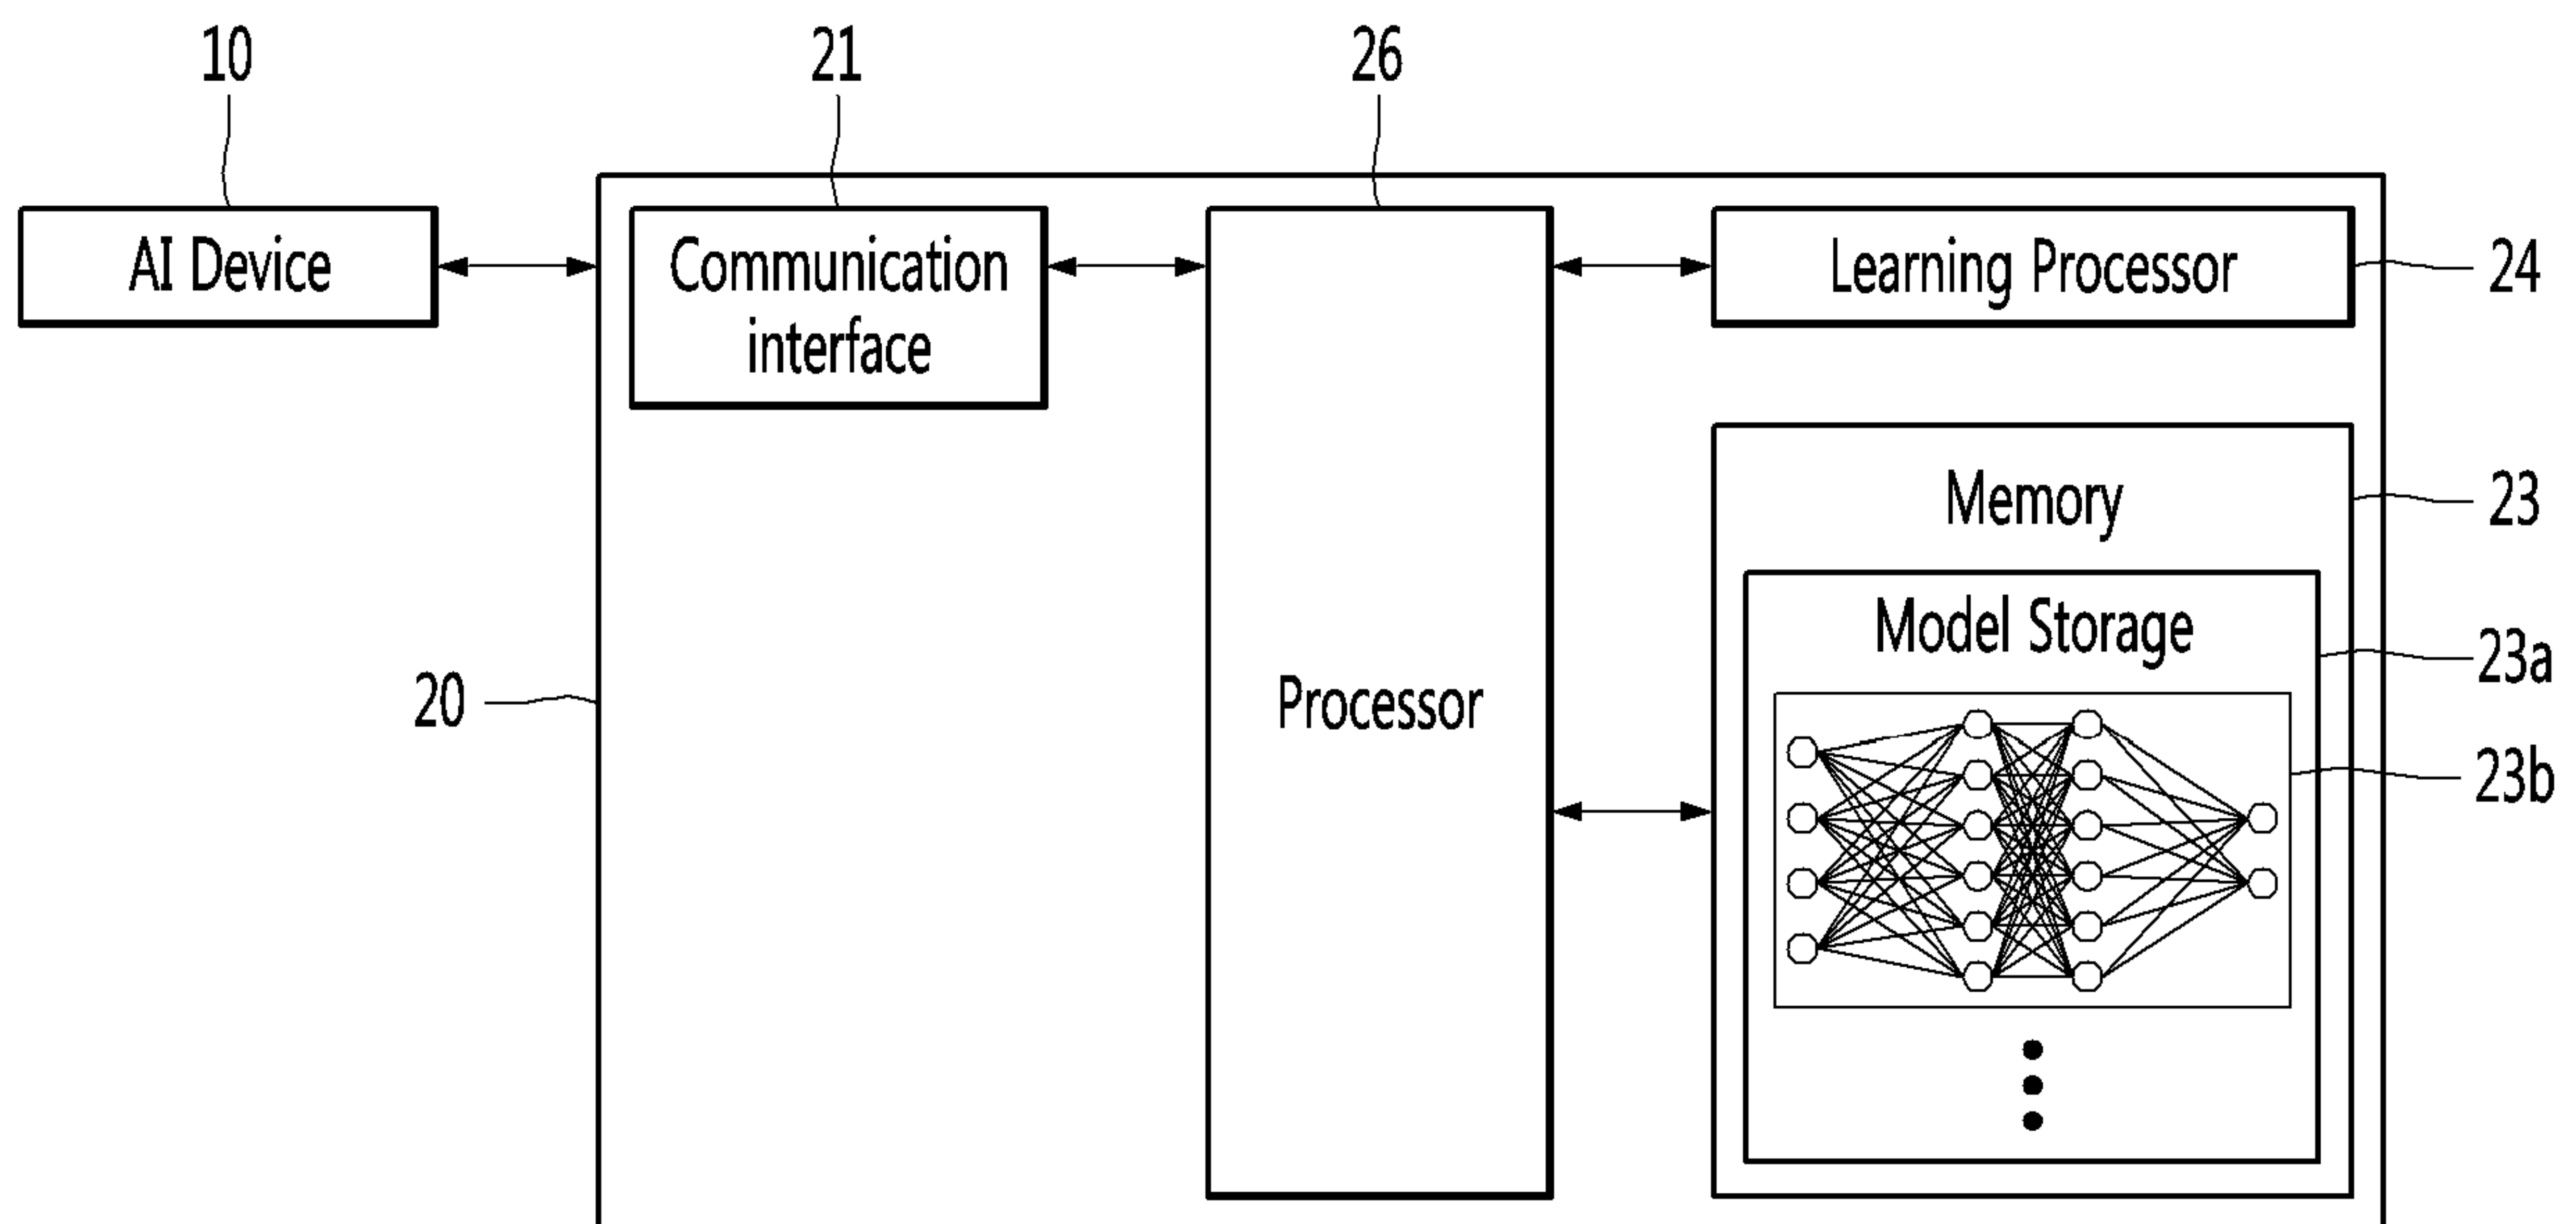 10
21
26
AI Device
Communication
interface
Learning Processor
24
Memory
23
Model Storage
23a
20
Processor
23b